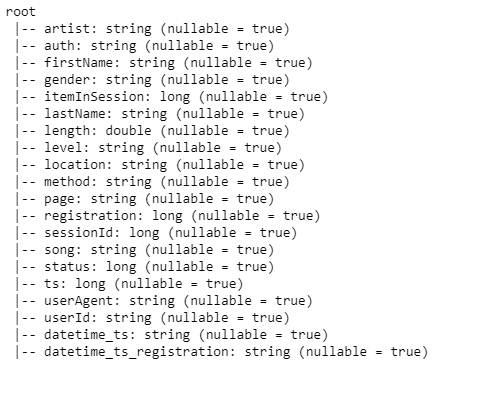 root
 |-- artist: string (nullable = true)
 |-- auth: string (nullable = true)
 |-- firstName: string (nullable = true)
 |-- gender: string (nullable = true)
 |-- itemInSession: long (nullable = true)
 |-- lastName: string (nullable = true)
 |-- length: double (nullable = true)
 |-- level: string (nullable = true)
 |-- location: string (nullable = true)
 |-- method: string (nullable = true)
 |-- page: string (nullable = true)
 |-- registration: long (nullable = true)
 |-- sessionId: long (nullable = true)
 |-- song: string (nullable = true)
 |-- status: long (nullable = true)
 |-- ts: long (nullable = true)
 |-- userAgent: string (nullable = true)
 |-- userId: string (nullable = true)
 |-- datetime_ts: string (nullable = true)
 |-- datetime_ts_registration: string (nullable = true)